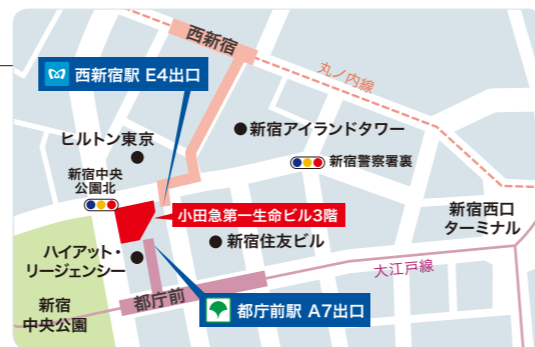 西新宿
西新宿駅 E4出口
丸ノ内線
ヒルトン東京
新宿アイランドタワー
新宿警察署裏
新宿中央
公園北
小田急第一生命ビル3階
新宿西口
ターミナル
新宿住友ビル
ハイアット・
リージェンシー
大江戸線
都庁前
都庁前駅 A7出口
新宿
中央公園